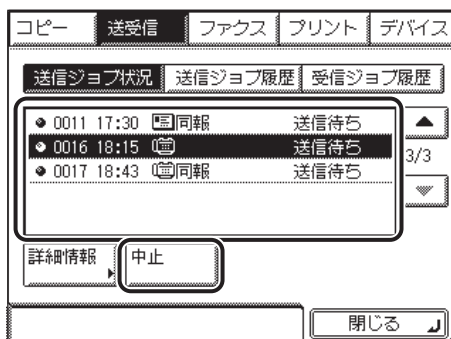 コピー 送受信 ファクス プリント デバイス
送信ジョブ状況 送信ジョブ履歴 受信ジョブ履歴
0011 17:30 同報 送信待ち
0016 18:15 送信待ち
0017 18:43 同報 送信待ち
3/3
詳細情報 中止
閉じる